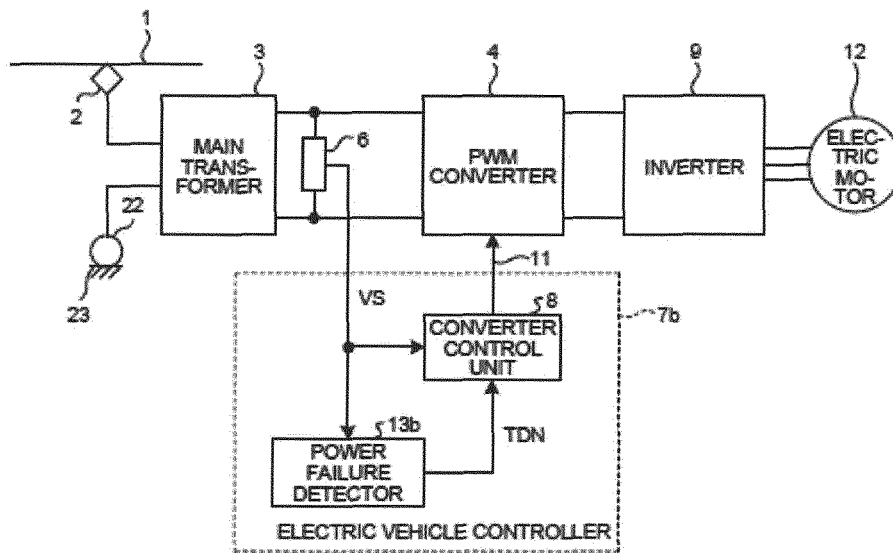 1
3
4
9
12
2
6
MAIN
TRANS-
FORMER
PWM
CONVERTER
INVERTER
ELEC-
TRIC
MO-
TOR
22
23
11
VS
8
7b
CONVERTER
CONTROL
UNIT
13b
TDN
POWER
FAILURE
DETECTOR
ELECTRIC VEHICLE CONTROLLER